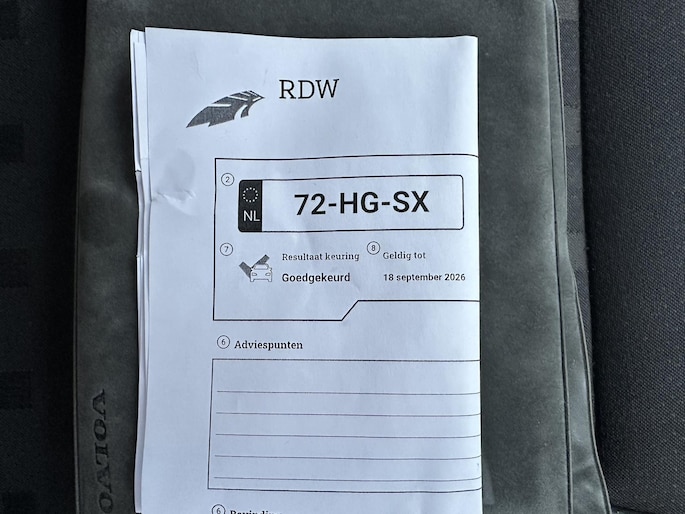 RDW
2
NL
72-HG-SX
7
Resultaat keuring
Goedgekeurd
8
Geldig tot
18 september 2026
6 Adviespunten
VOLVO
6